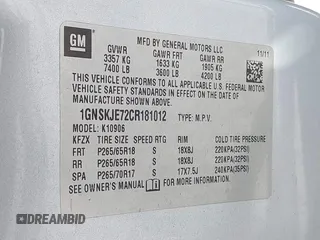 GM
MFD BY GENERAL MOTORS LLC
11/11
GVWR GAWR FRT GAWR RR
3357 KG 1633 KG 1905 KG
7400 LB 3600 LB 4200 LB
THIS VEHICLE CONFORMS TO ALL APPLICABLE U.S. FEDERAL MOTOR
VEHICLE SAFETY AND THEFT PREVENTION
STANDARDS IN EFFECT ON THE DATE OF
MANUFACTURE SHOWN ABOVE.
1GNSKJE72CR181012 TYPE: M.P.V.
MODEL: K10906
KFZX TIRE SIZE SPEED RTG RIM COLD TIRE PRESSURE
FRT P265/65R18 S 18X8J 220KPA(32PSI)
RR P265/65R18 S 18X8J 220KPA(32PSI)
SPA P265/70R17 S 17X7.5J 240KPA(35PSI)
SEE OWNER'S MANUAL FOR MORE INFORMATION.
DREAMBID